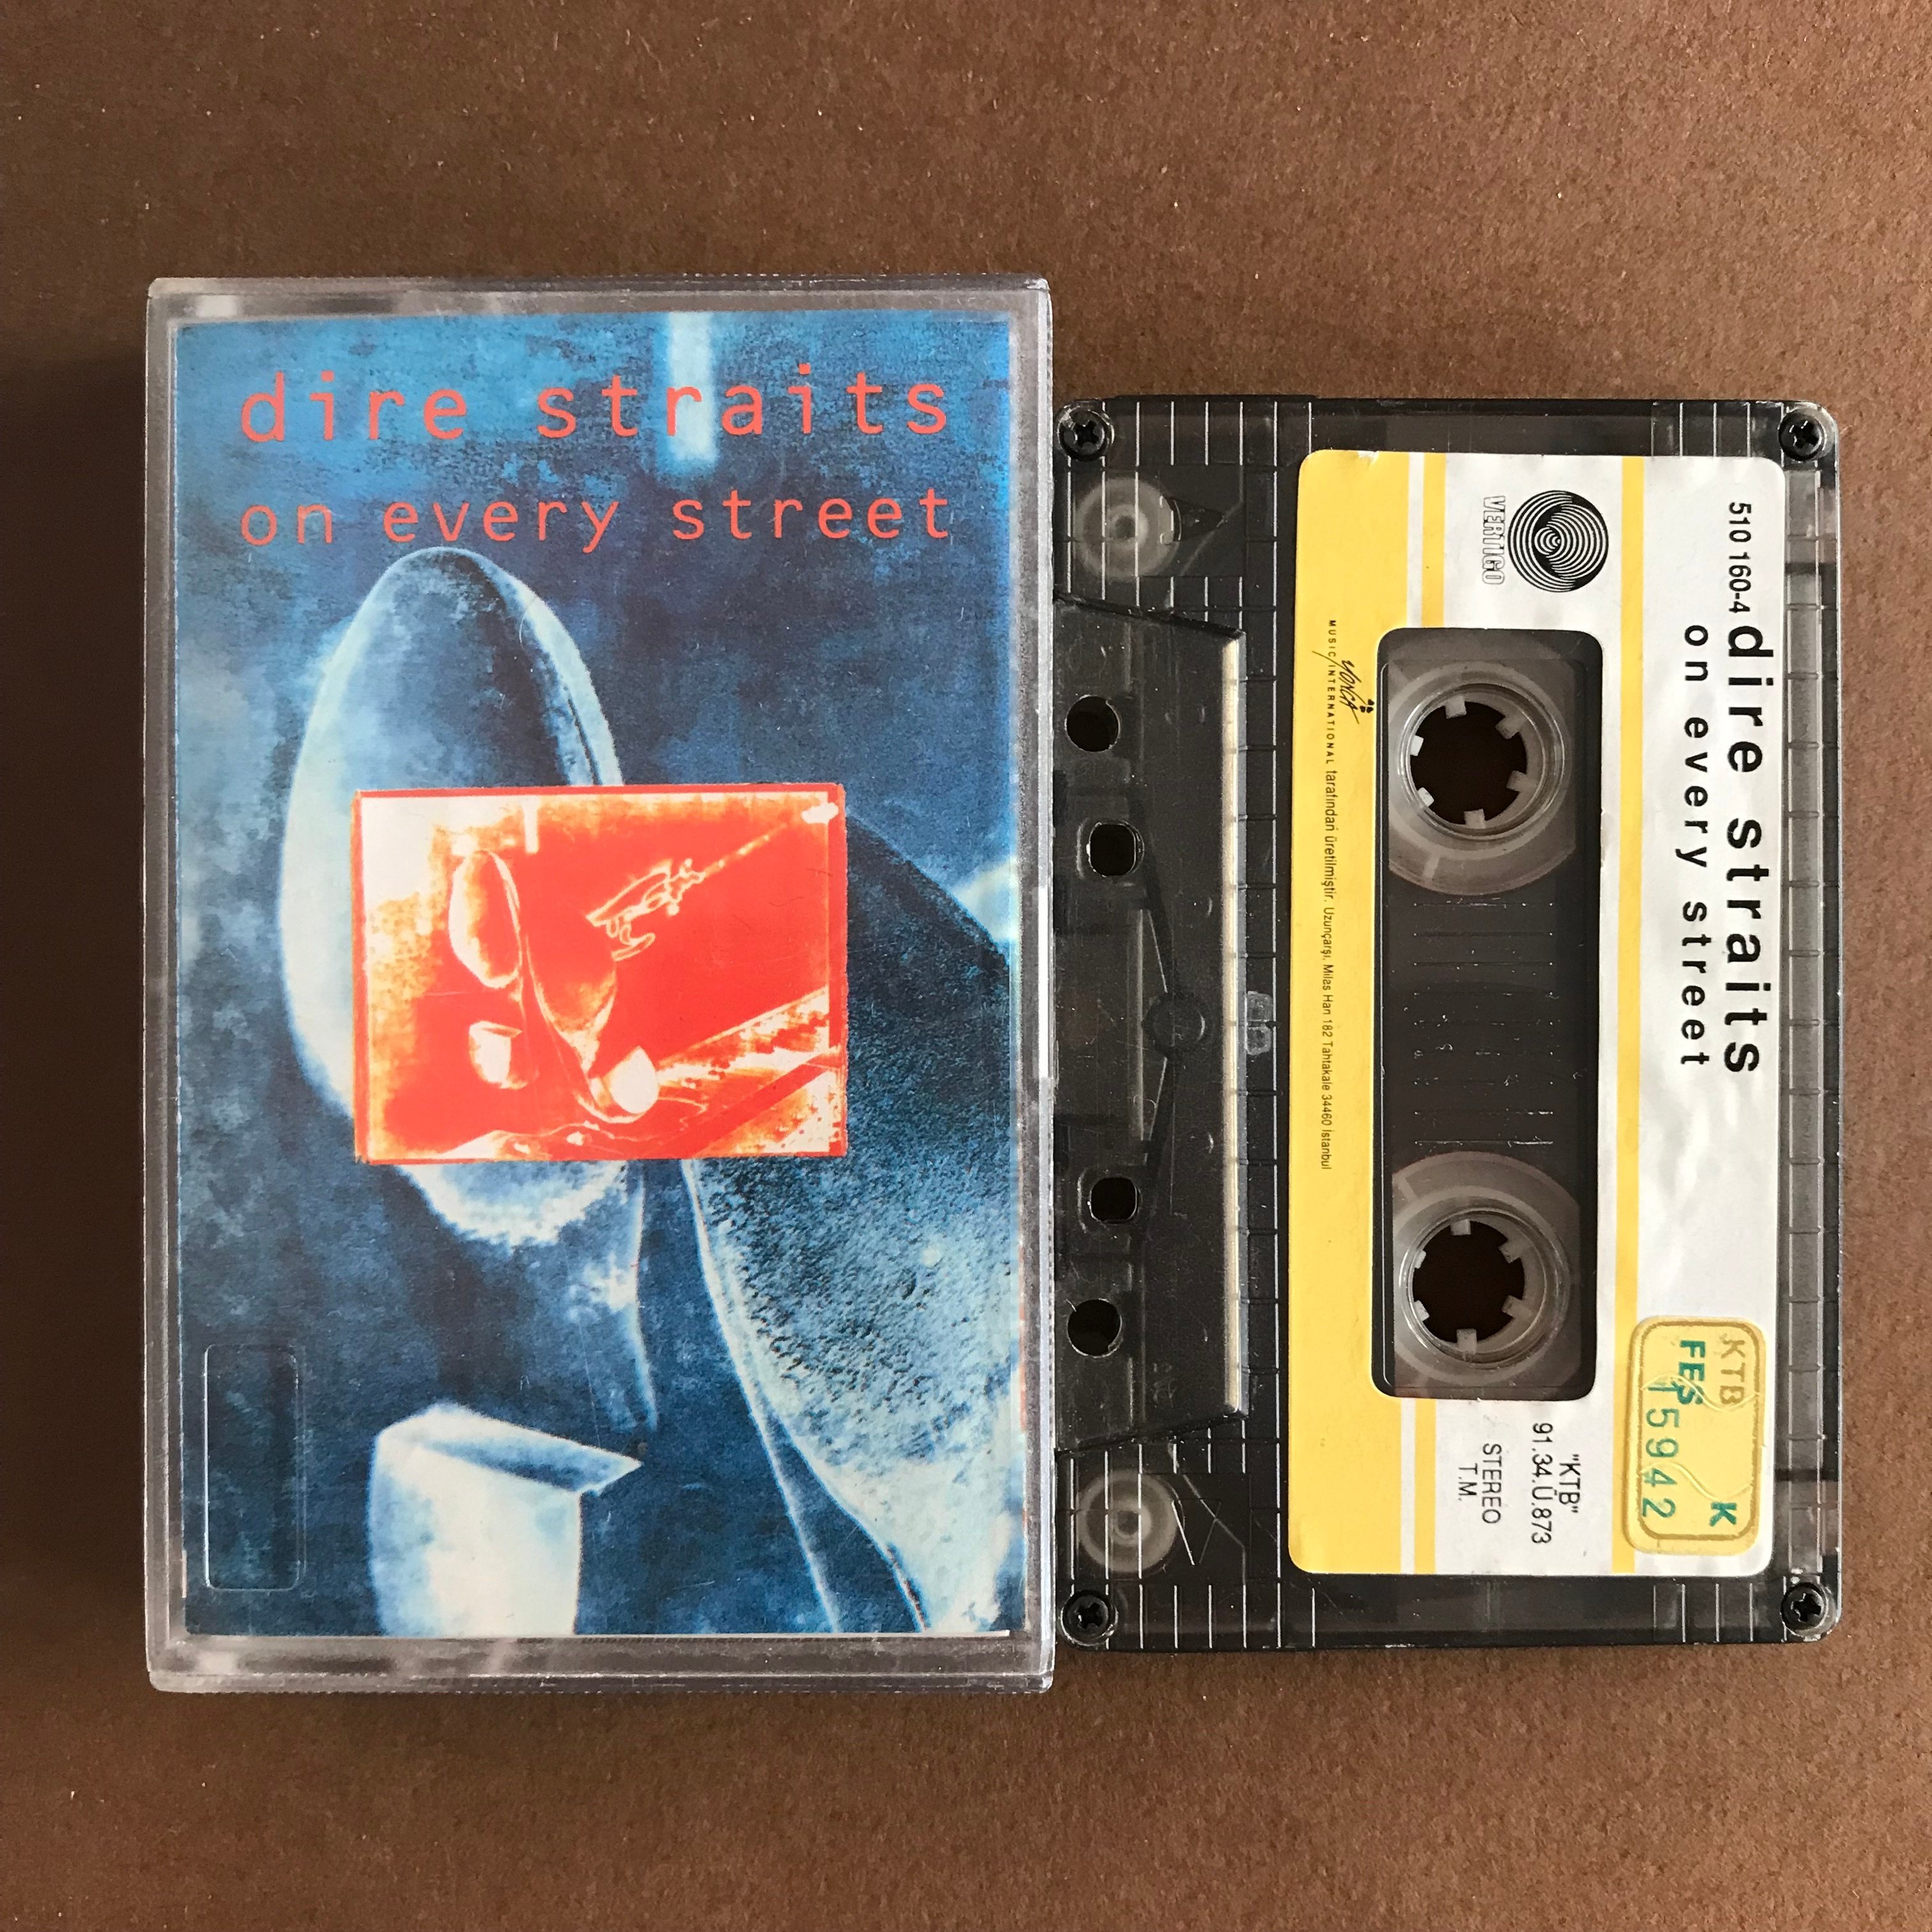 dire straits
on every street
510 160-4
dire straits
on every street
VERTIGO
MUSIC INTERNATIONAL tarafından üretilmiştir. Uzunçarşı, Milas Han 182 Tahtakale 34460 İstanbul
yonca
"KTB"
91.34.Ü.873
STEREO
T.M.
KTB K
FES
15942